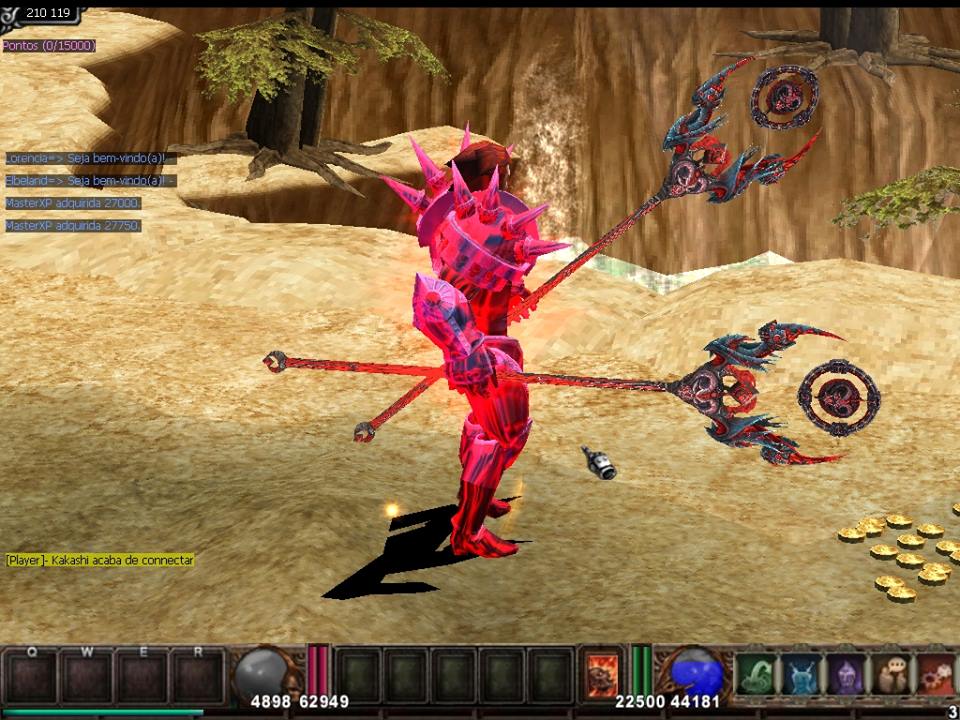 210 119
Pontos (0/15000)
Lorencia=> Seja bem-vindo(a)! -
Elbeland=> Seja bem-vindo(a)! -
MasterXP adquirida 27000.
MasterXP adquirida 27750.
[Player]- Kakashi acaba de connectar
Q W E R
4898 62949 22500 44181
3